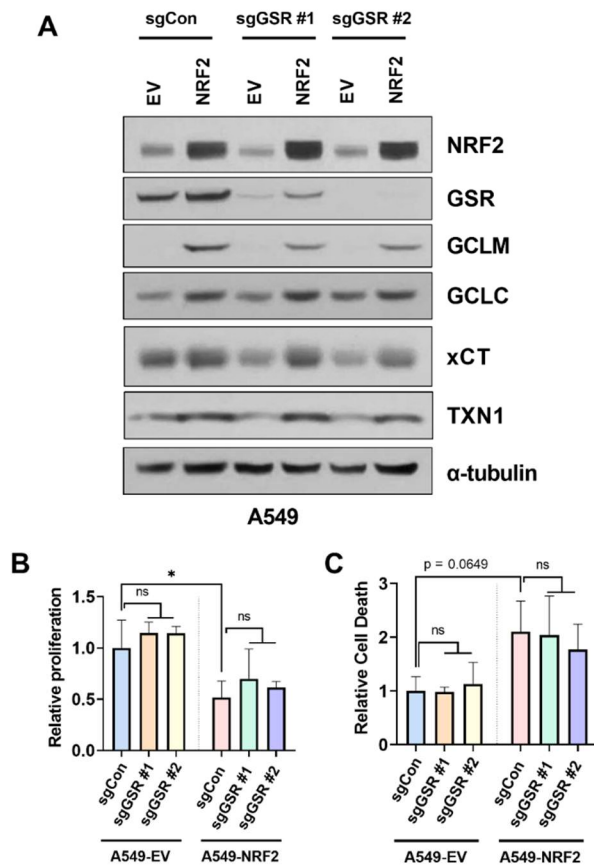 A
sgCon sgGSR #1 sgGSR #2
EV NRF2 EV NRF2 EV NRF2
NRF2
GSR
GCLM
GCLC
xCT
TXN1
α-tubulin
A549
B
Relative proliferation
1.5
1.0
0.5
0.0
*
ns
ns
sgCon sgGSR #1 sgGSR #2 sgCon sgGSR #1 sgGSR #2
A549-EV A549-NRF2
C
Relative Cell Death
3
2
1
0
p = 0.0649
ns
ns
sgCon sgGSR #1 sgGSR #2 sgCon sgGSR #1 sgGSR #2
A549-EV A549-NRF2